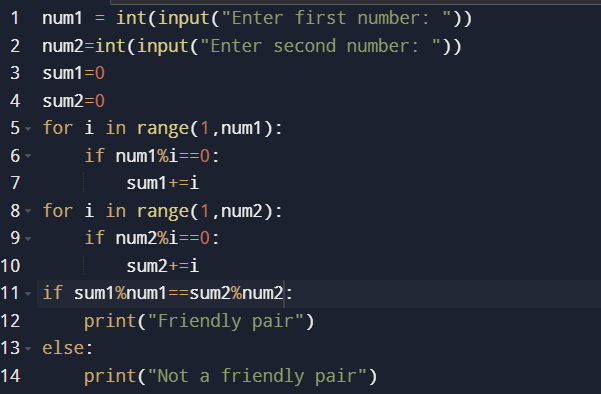 1 num1 = int(input("Enter first number: "))
2 num2=int(input("Enter second number: "))
3 sum1=0
4 sum2=0
5 for i in range(1,num1):
6     if num1%i==0:
7         sum1+=i
8 for i in range(1,num2):
9     if num2%i==0:
10         sum2+=i
11 if sum1%num1==sum2%num2:
12     print("Friendly pair")
13 else:
14     print("Not a friendly pair")